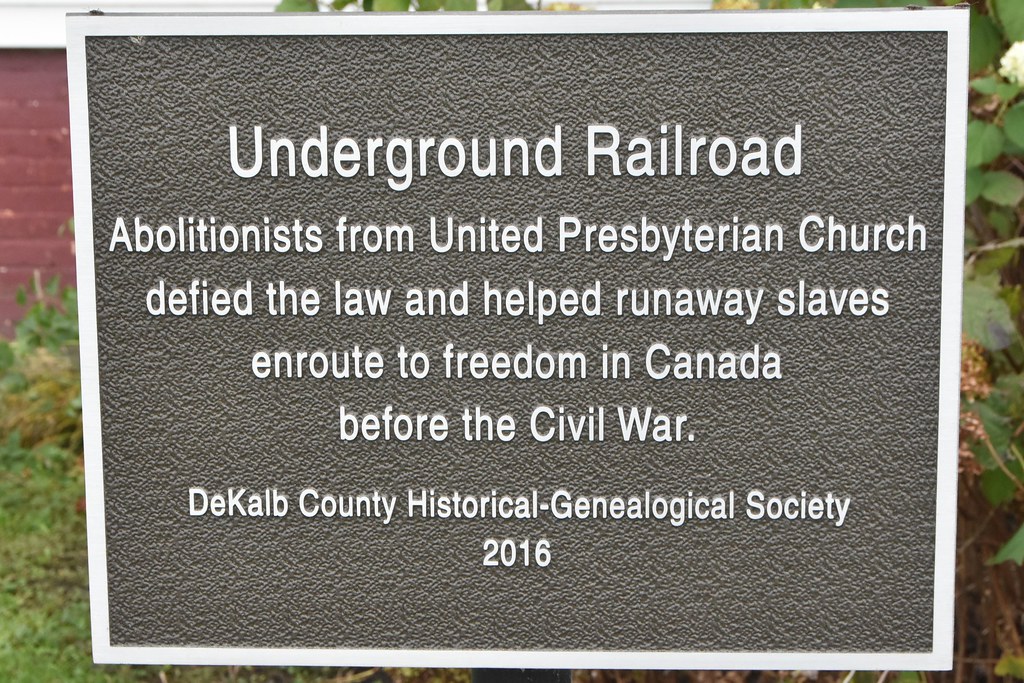 Underground Railroad
Abolitionists from United Presbyterian Church
defied the law and helped runaway slaves
enroute to freedom in Canada
before the Civil War.
DeKalb County Historical-Genealogical Society
2016